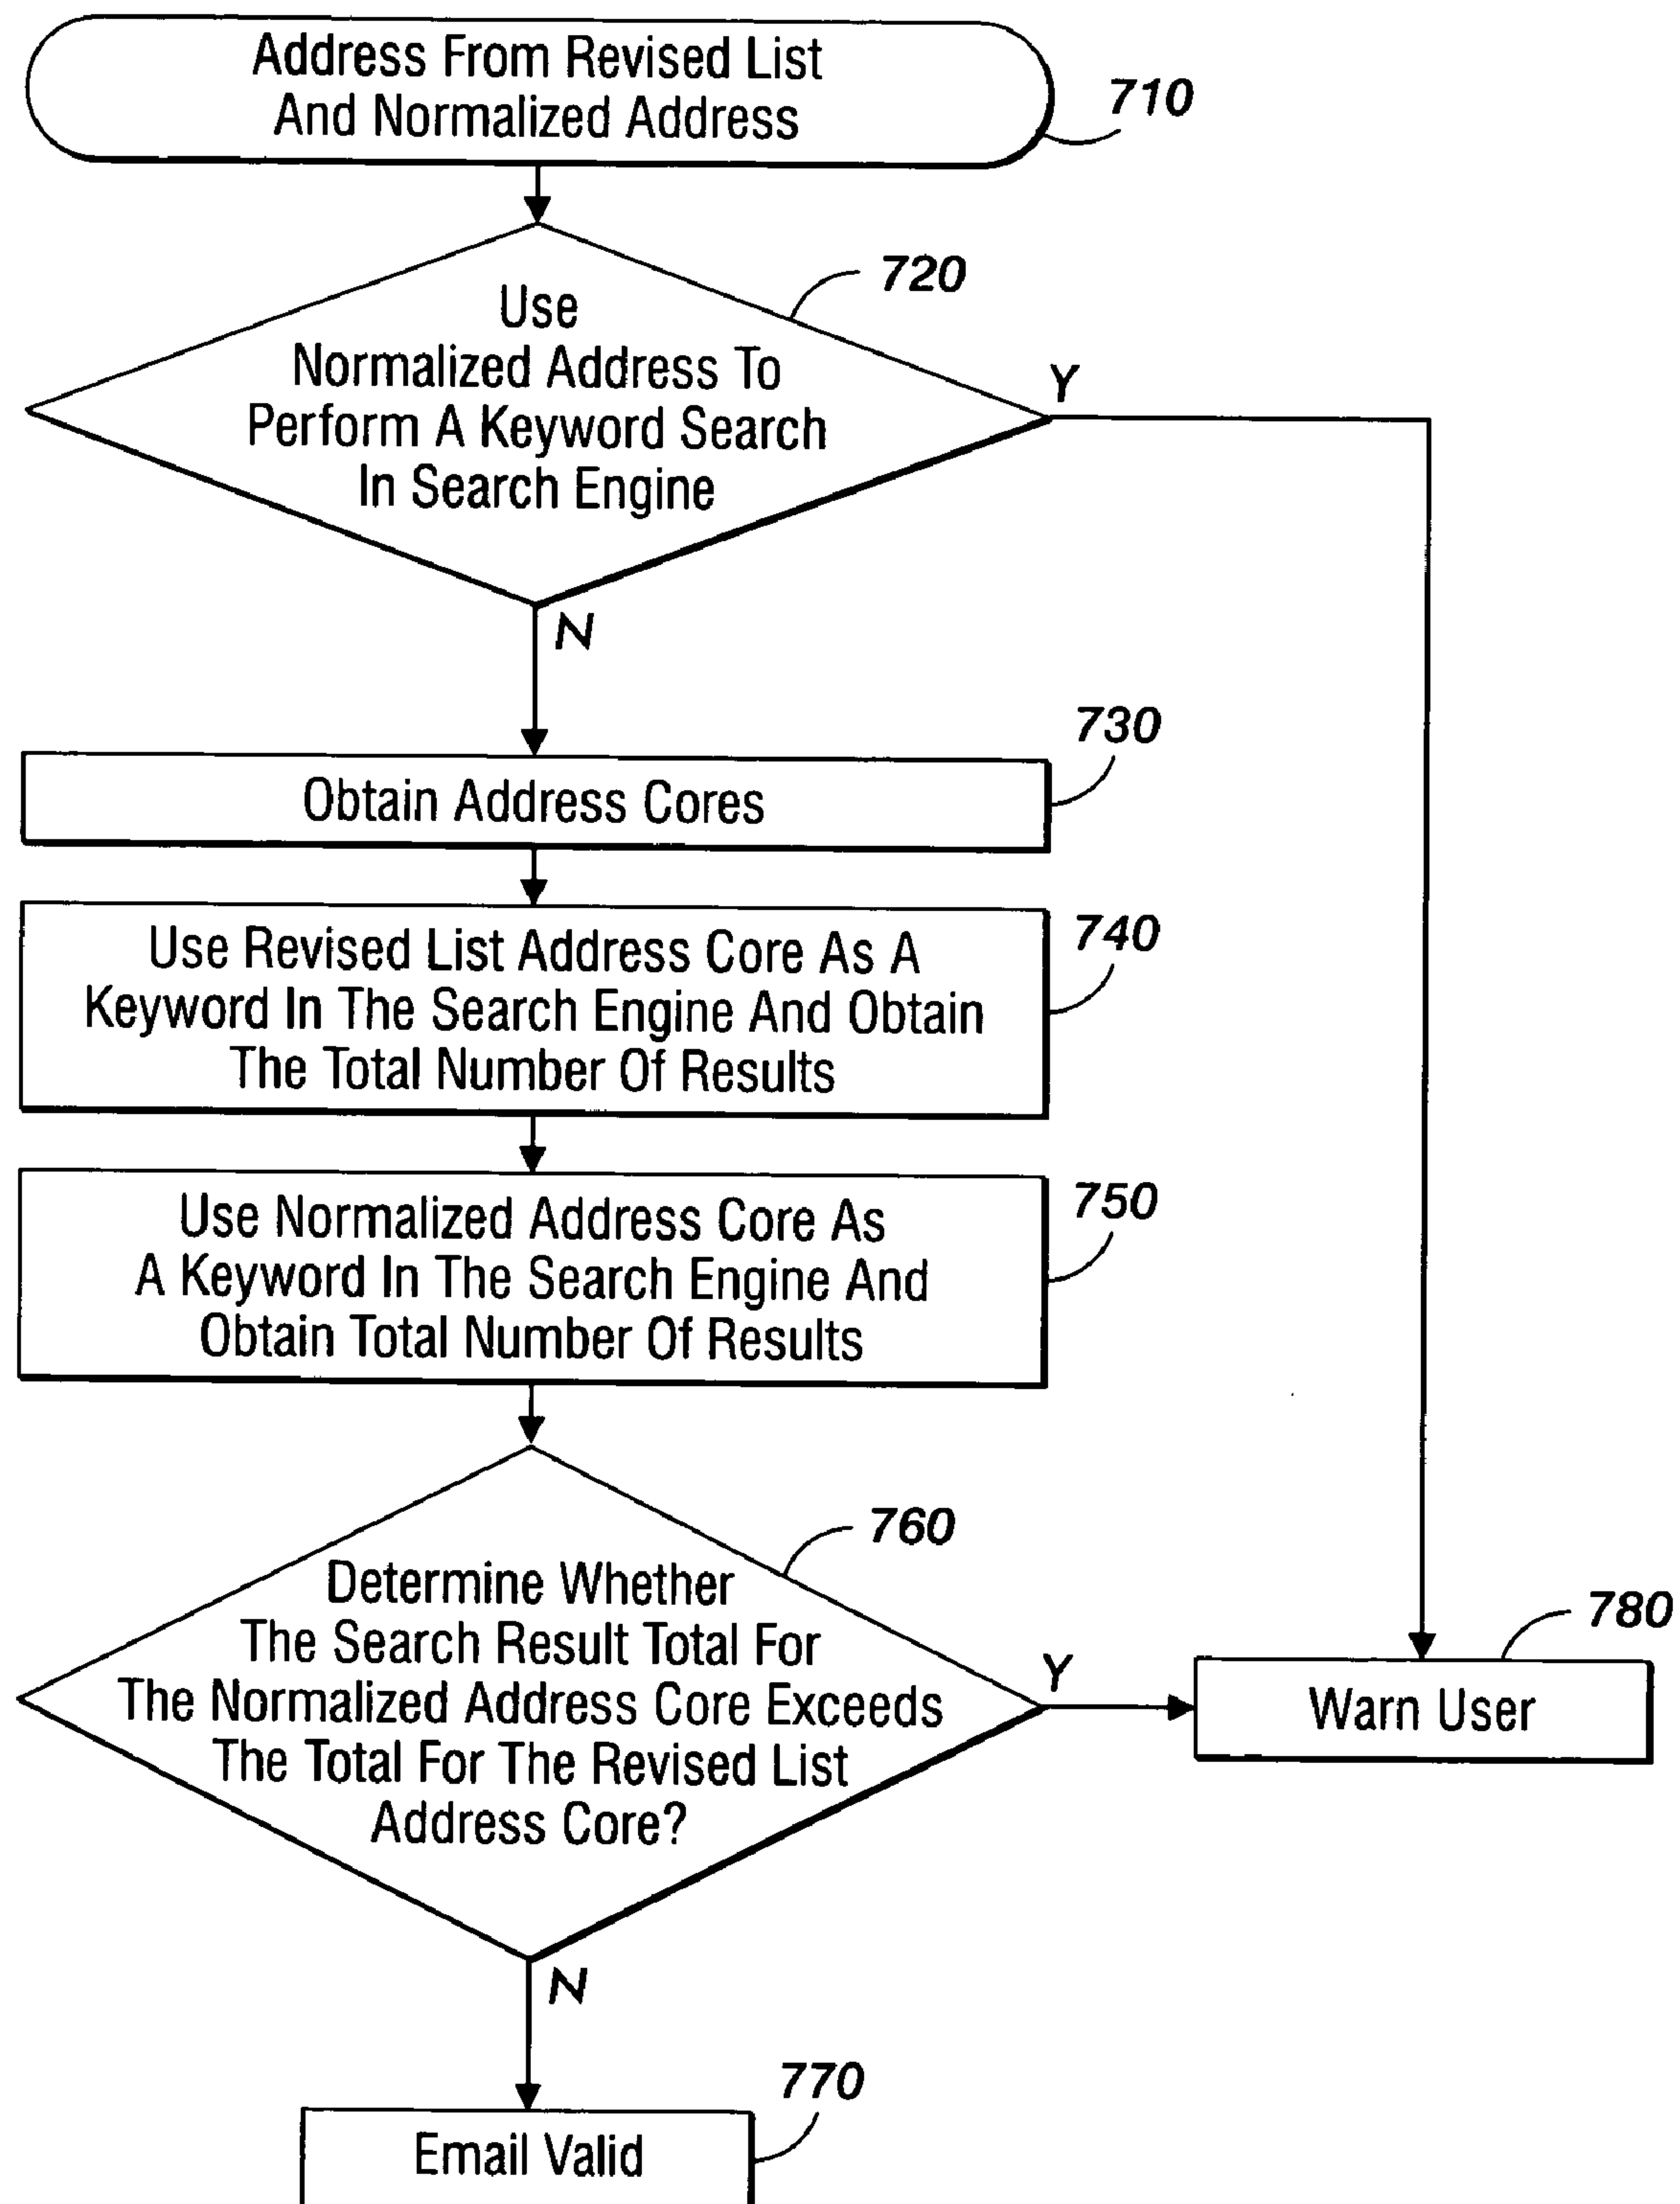 Address From Revised List
And Normalized Address
710
Use
Normalized Address To
Perform A Keyword Search
In Search Engine
720
Y
N
Obtain Address Cores
730
Use Revised List Address Core As A
Keyword In The Search Engine And Obtain
The Total Number Of Results
740
Use Normalized Address Core As
A Keyword In The Search Engine And
Obtain Total Number Of Results
750
Determine Whether
The Search Result Total For
The Normalized Address Core Exceeds
The Total For The Revised List
Address Core?
760
Y
Warn User
780
N
Email Valid
770